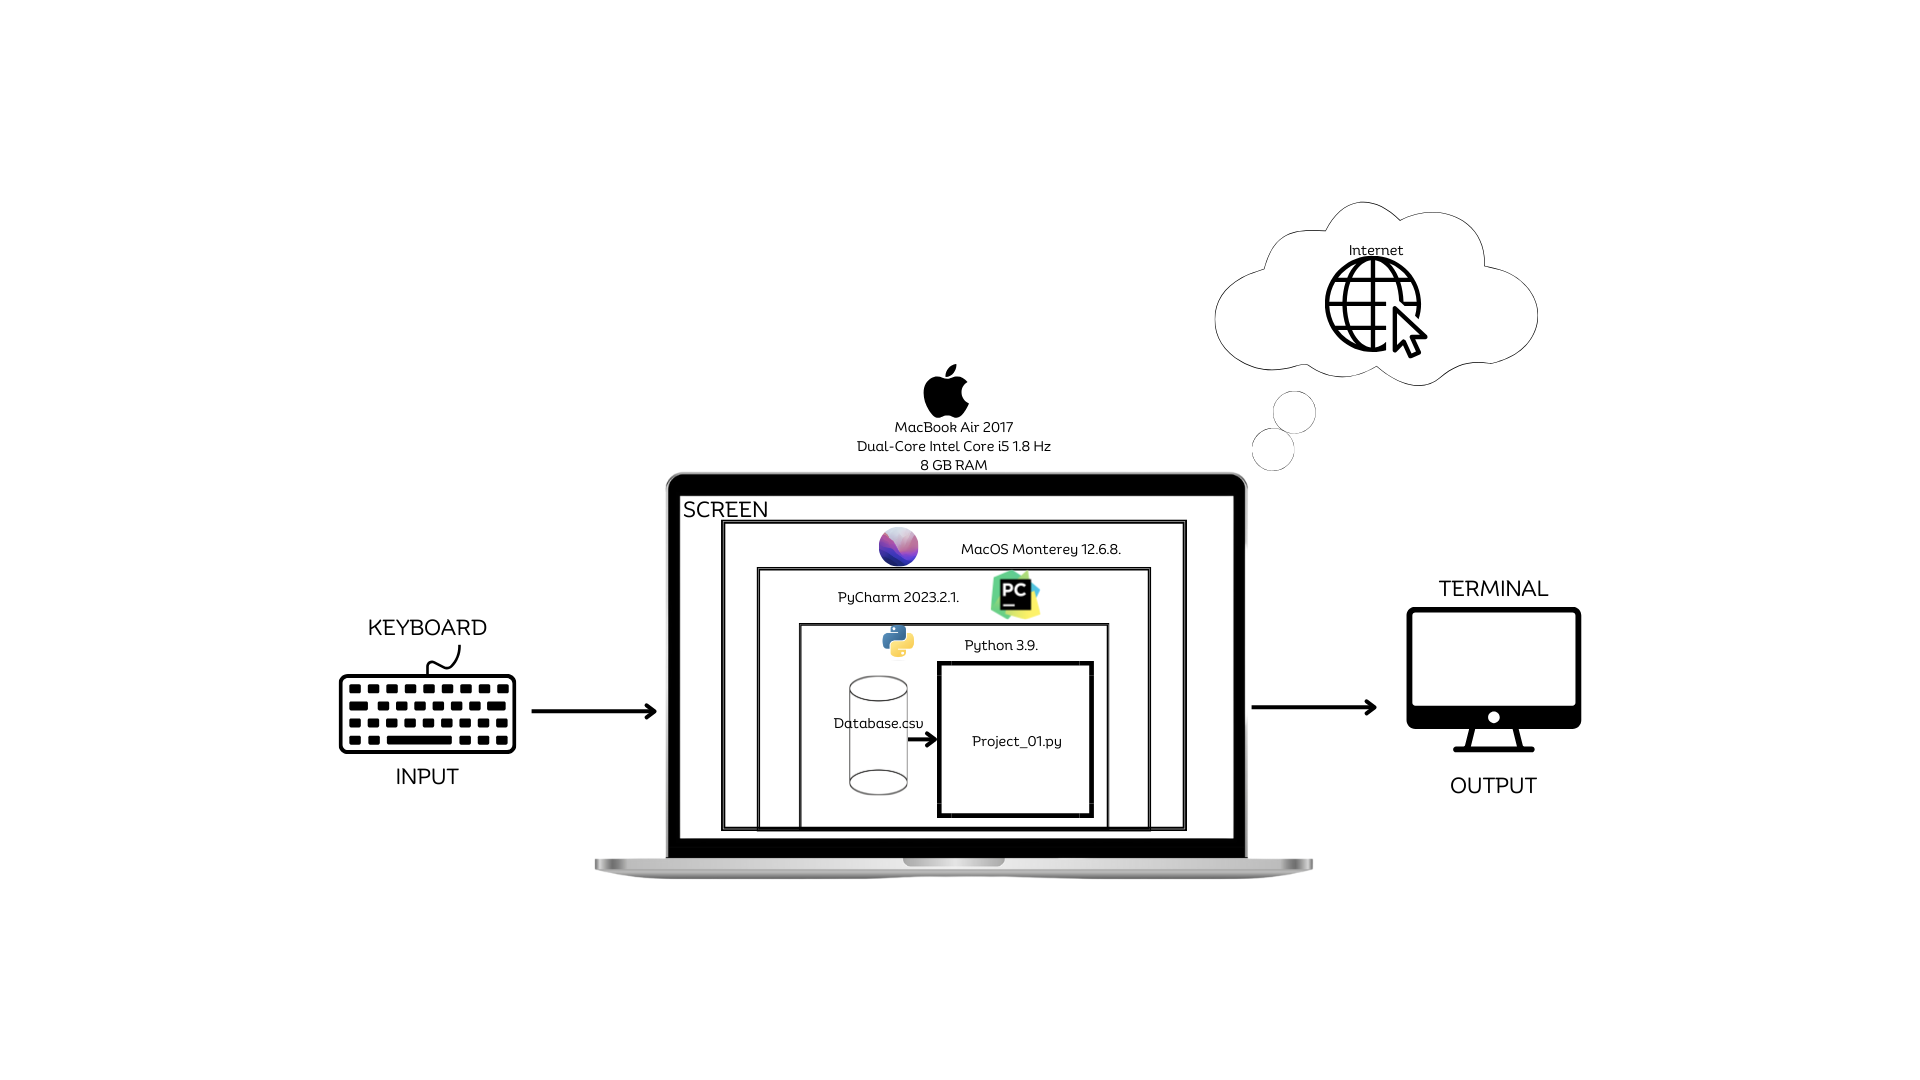 Internet
MacBook Air 2017
Dual-Core Intel Core i5 1.8 Hz
8 GB RAM
SCREEN
MacOS Monterey 12.6.8.
PyCharm 2023.2.1.
PC
Python 3.9.
Database.csv
Project_01.py
KEYBOARD
INPUT
TERMINAL
OUTPUT